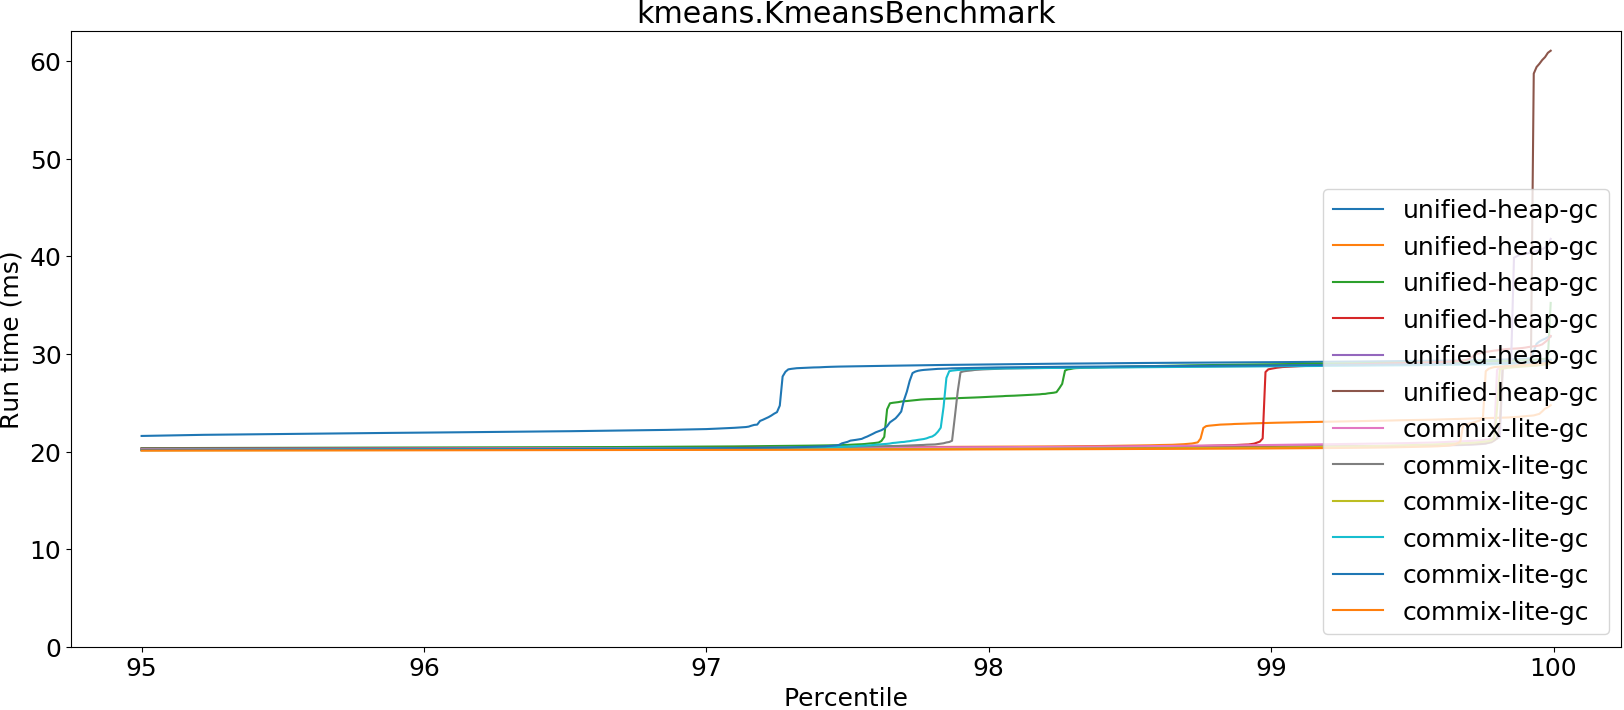 kmeans.KmeansBenchmark
Run time (ms)
60
50
40
30
20
10
0
unified-heap-gc
unified-heap-gc
unified-heap-gc
unified-heap-gc
unified-heap-gc
unified-heap-gc
commix-lite-gc
commix-lite-gc
commix-lite-gc
commix-lite-gc
commix-lite-gc
commix-lite-gc
95 96 97 98 99 100
Percentile